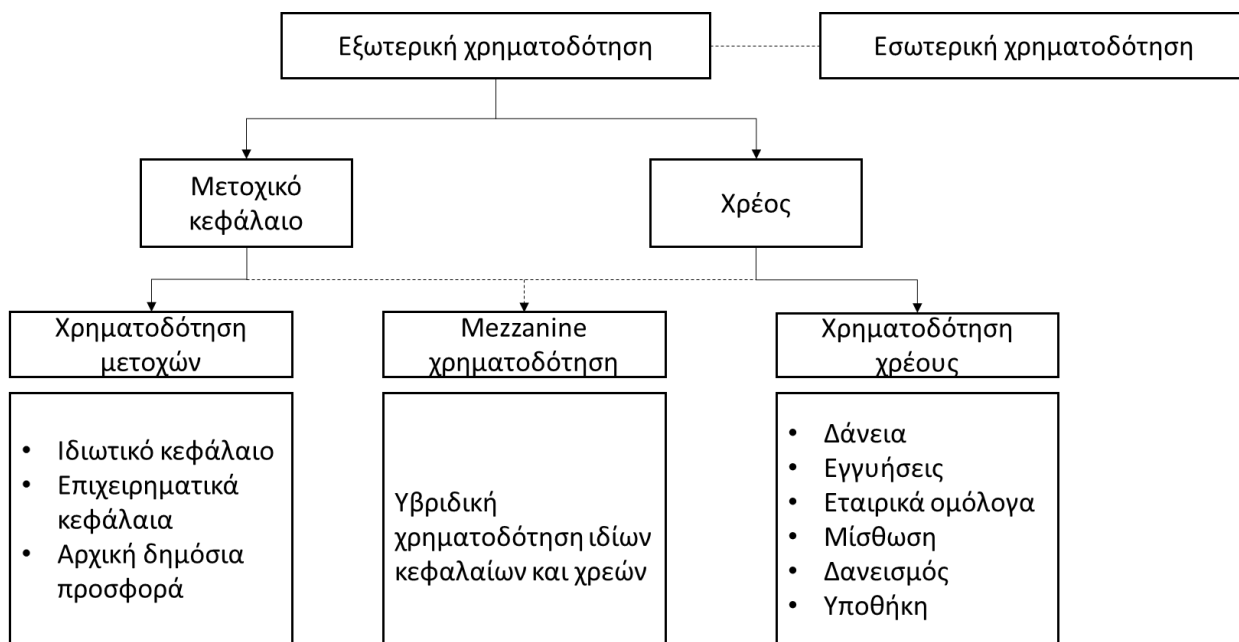 Εξωτερική χρηματοδότηση
Εσωτερική χρηματοδότηση
Μετοχικό
κεφάλαιο
Χρέος
Χρηματοδότηση
μετοχών
Mezzanine
χρηματοδότηση
Χρηματοδότηση
χρέους
• Ιδιωτικό κεφάλαιο
• Επιχειρηματικά
κεφάλαια
• Αρχική δημόσια
προσφορά
Υβριδική
χρηματοδότηση ιδίων
κεφαλαίων και χρεών
• Δάνεια
• Εγγυήσεις
• Εταιρικά ομόλογα
• Μίσθωση
• Δανεισμός
• Υποθήκη